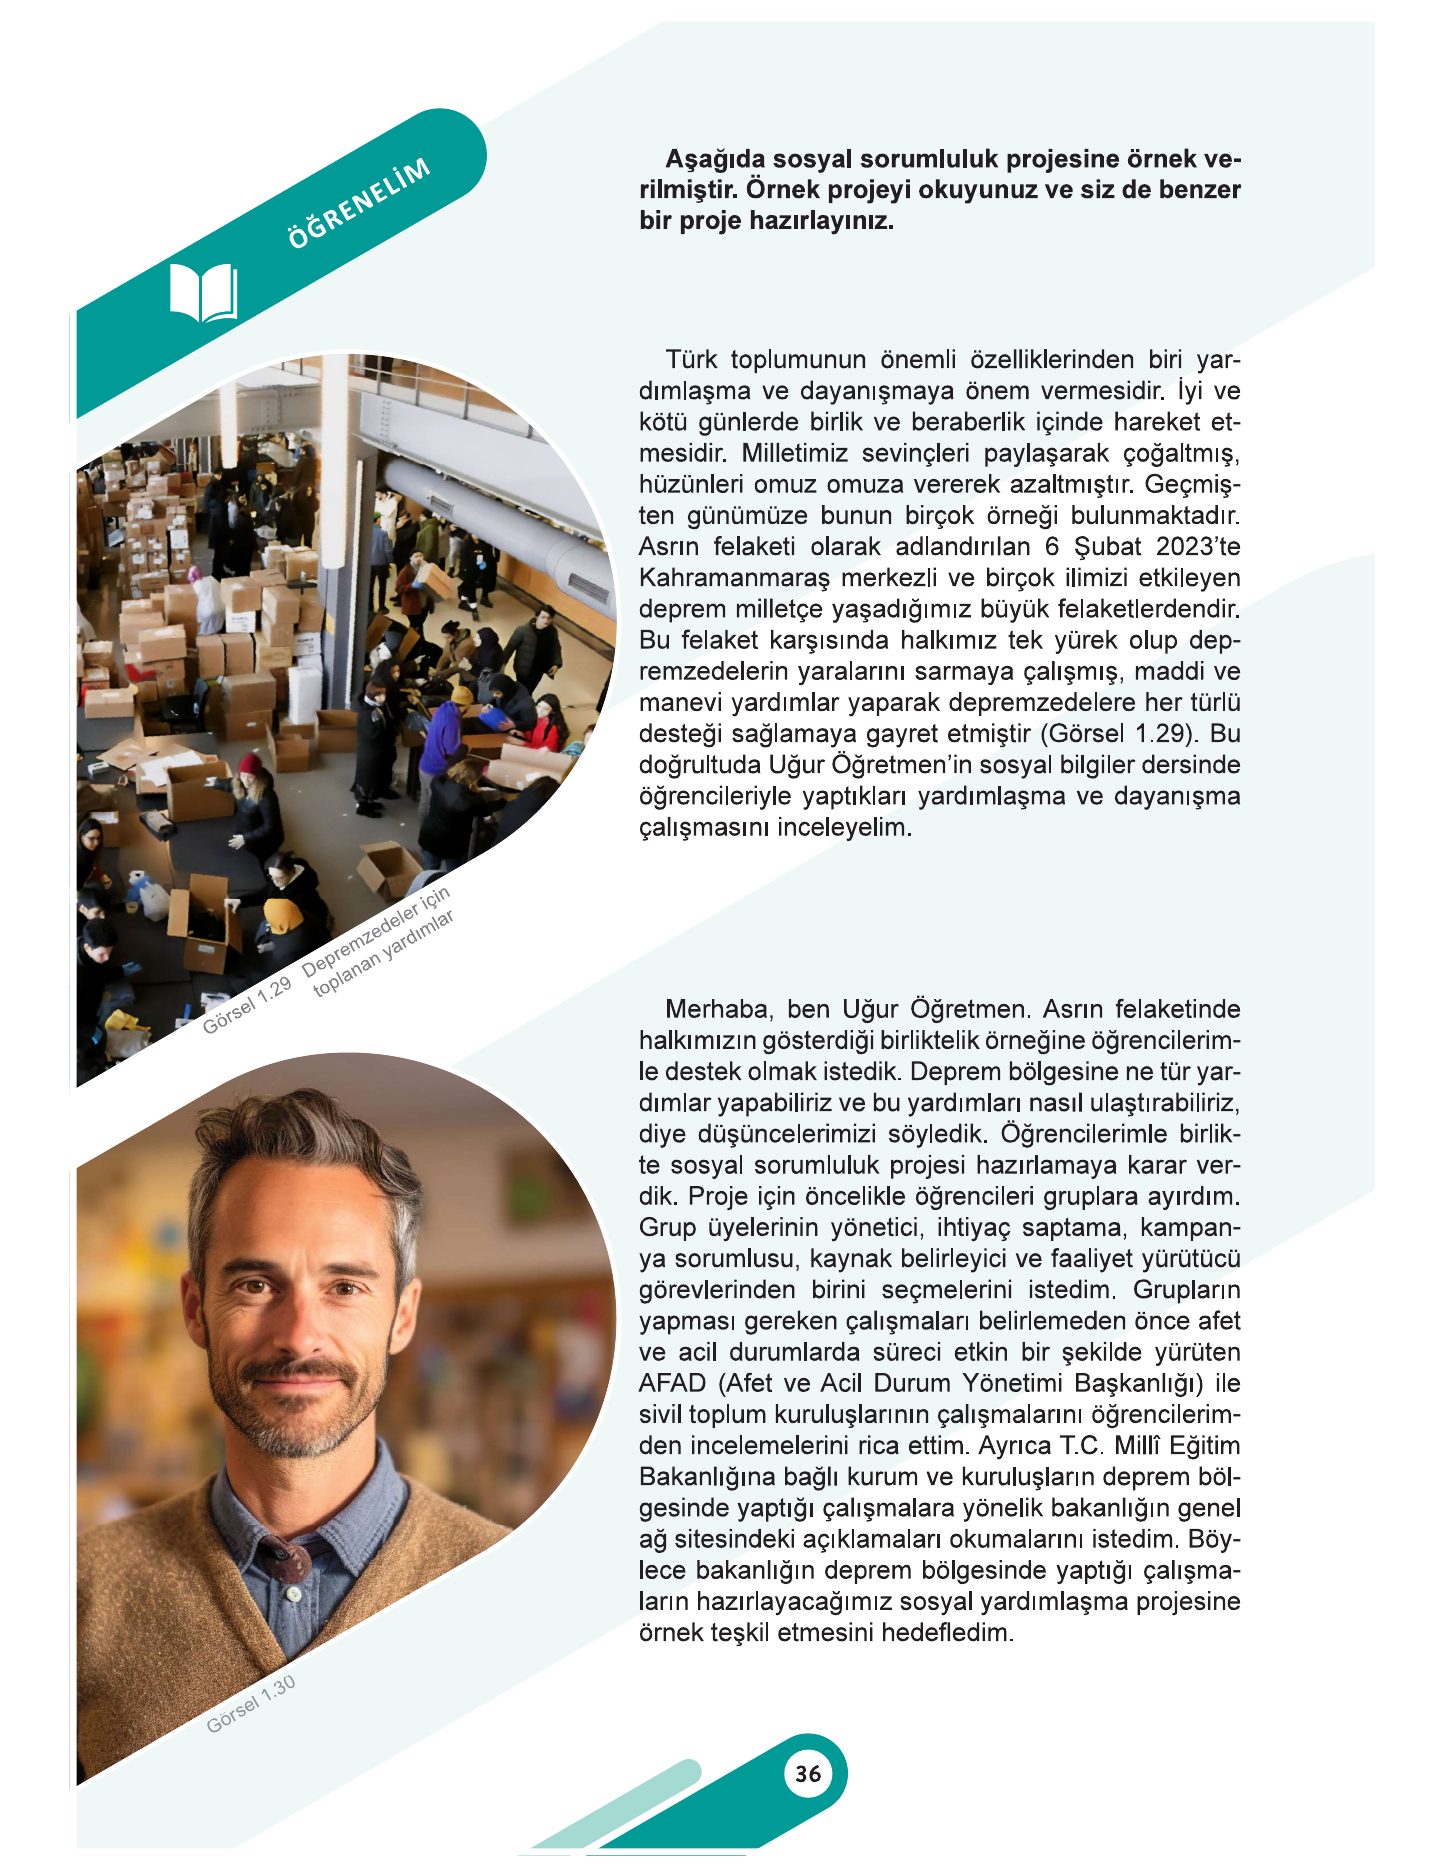 ÖĞRENELİM
Aşağıda sosyal sorumluluk projesine örnek ve-
rilmiştir. Örnek projeyi okuyunuz ve siz de benzer
bir proje hazırlayınız.
Türk toplumunun önemli özelliklerinden biri yar-
dımlaşma ve dayanışmaya önem vermesidir. İyi ve
kötü günlerde birlik ve beraberlik içinde hareket et-
mesidir. Milletimiz sevinçleri paylaşarak çoğaltmış,
hüzünleri omuz omuza vererek azaltmıştır. Geçmiş-
ten günümüze bunun birçok örneği bulunmaktadır.
Asrın felaketi olarak adlandırılan 6 Şubat 2023’te
Kahramanmaraş merkezli ve birçok ilimizi etkileyen
deprem milletçe yaşadığımız büyük felaketlerdendir.
Bu felaket karşısında halkımız tek yürek olup dep-
remzedelerin yaralarını sarmaya çalışmış, maddi ve
manevi yardımlar yaparak depremzedelere her türlü
desteği sağlamaya gayret etmiştir (Görsel 1.29). Bu
doğrultuda Uğur Öğretmen’in sosyal bilgiler dersinde
öğrencileriyle yaptıkları yardımlaşma ve dayanışma
çalışmasını inceleyelim.
Görsel 1.29 Depremzedeler için
toplanan yardımlar
Merhaba, ben Uğur Öğretmen. Asrın felaketinde
halkımızın gösterdiği birliktelik örneğine öğrencilerim-
le destek olmak istedik. Deprem bölgesine ne tür yar-
dımlar yapabiliriz ve bu yardımları nasıl ulaştırabiliriz,
diye düşüncelerimizi söyledik. Öğrencilerimle birlik-
te sosyal sorumluluk projesi hazırlamaya karar ver-
dik. Proje için öncelikle öğrencileri gruplara ayırdım.
Grup üyelerinin yönetici, ihtiyaç saptama, kampan-
ya sorumlusu, kaynak belirleyici ve faaliyet yürütücü
görevlerinden birini seçmelerini istedim. Grupların
yapması gereken çalışmaları belirlemeden önce afet
ve acil durumlarda süreci etkin bir şekilde yürüten
AFAD (Afet ve Acil Durum Yönetimi Başkanlığı) ile
sivil toplum kuruluşlarının çalışmalarını öğrencilerim-
den incelemelerini rica ettim. Ayrıca T.C. Millî Eğitim
Bakanlığına bağlı kurum ve kuruluşların deprem böl-
gesinde yaptığı çalışmalara yönelik bakanlığın genel
ağ sitesindeki açıklamaları okumalarını istedim. Böy-
lece bakanlığın deprem bölgesinde yaptığı çalışma-
ların hazırlayacağımız sosyal yardımlaşma projesine
örnek teşkil etmesini hedefledim.
Görsel 1.30
36